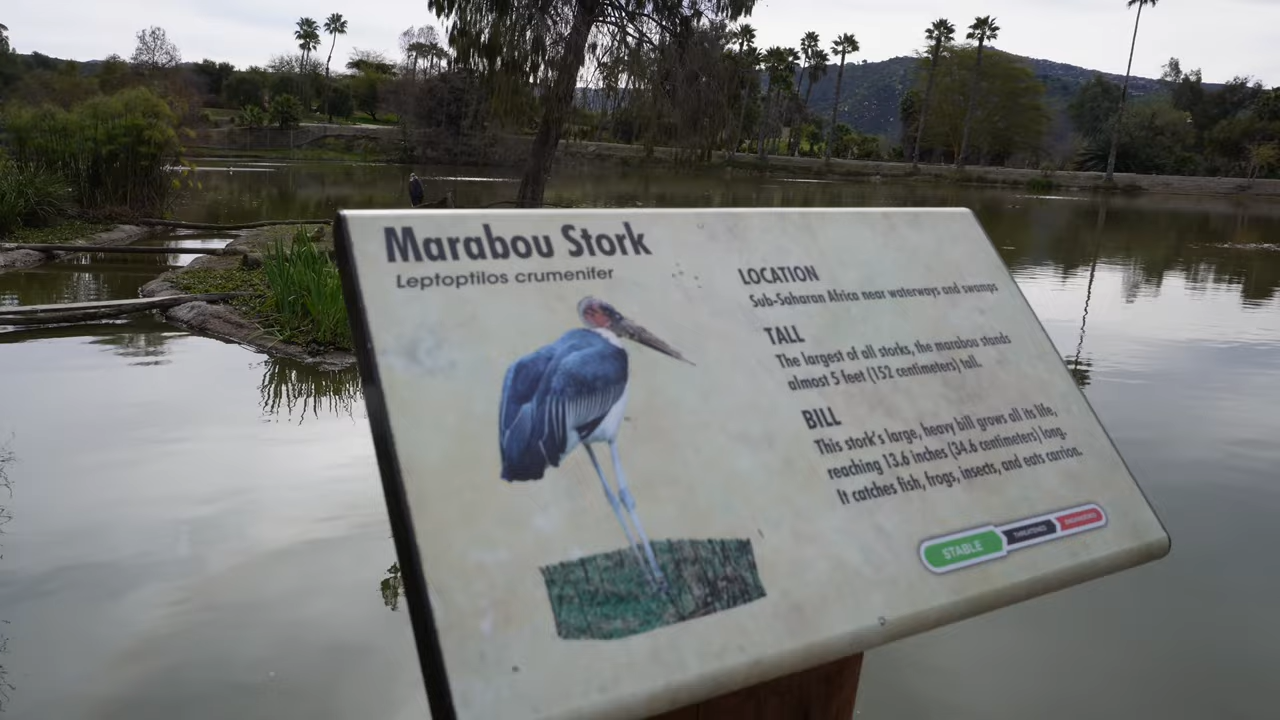 Marabou Stork
Leptoptilos crumenifer
LOCATION
Sub-Saharan Africa near waterways and swamps
TALL
The largest of all storks, the marabou stands
almost 5 feet (152 centimeters) tall.
BILL
This stork's large, heavy bill grows all its life,
reaching 13.6 inches (34.6 centimeters) long.
It catches fish, frogs, insects, and eats carrion.
STABLE THREATENED ENDANGERED